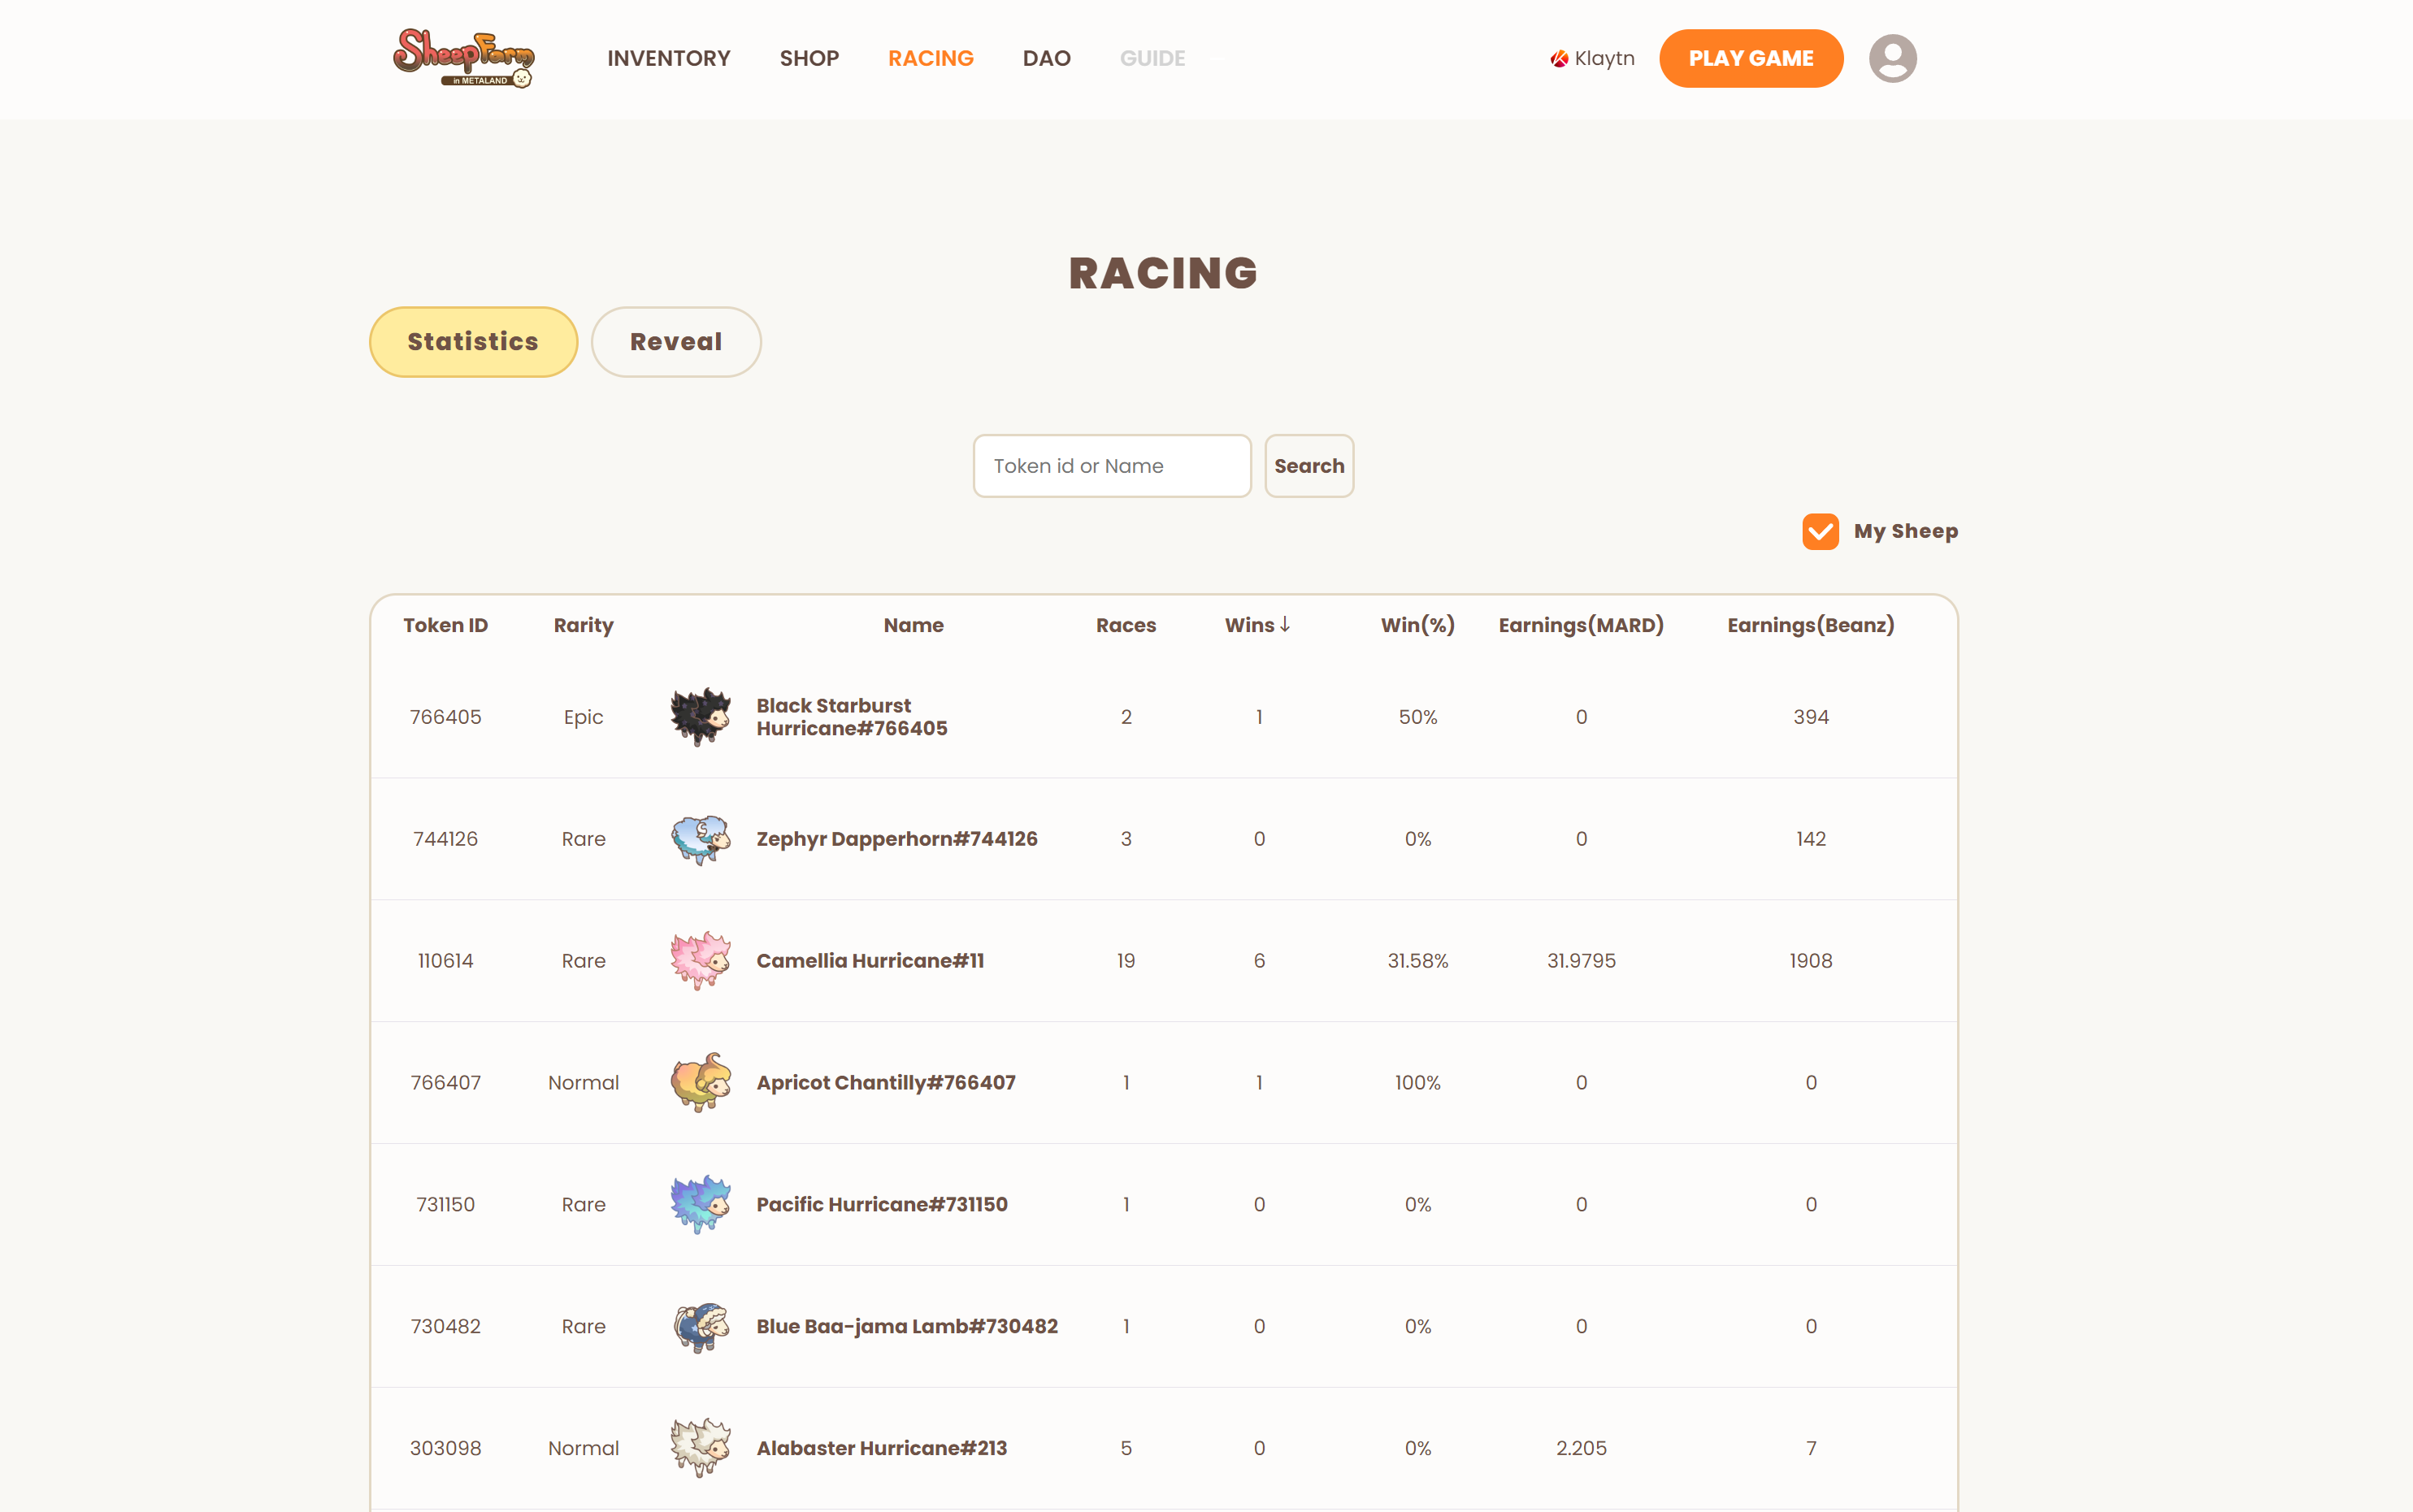 SheepFarm
in METALAND
INVENTORY SHOP RACING DAO GUIDE Klaytn PLAY GAME
RACING
Statistics Reveal
Token id or Name Search
My Sheep
Token ID Rarity Name Races Wins↓ Win(%) Earnings(MARD) Earnings(Beanz)
766405 Epic Black Starburst Hurricane#766405 2 1 50% 0 394
744126 Rare Zephyr Dapperhorn#744126 3 0 0% 0 142
110614 Rare Camellia Hurricane#11 19 6 31.58% 31.9795 1908
766407 Normal Apricot Chantilly#766407 1 1 100% 0 0
731150 Rare Pacific Hurricane#731150 1 0 0% 0 0
730482 Rare Blue Baa-jama Lamb#730482 1 0 0% 0 0
303098 Normal Alabaster Hurricane#213 5 0 0% 2.205 7